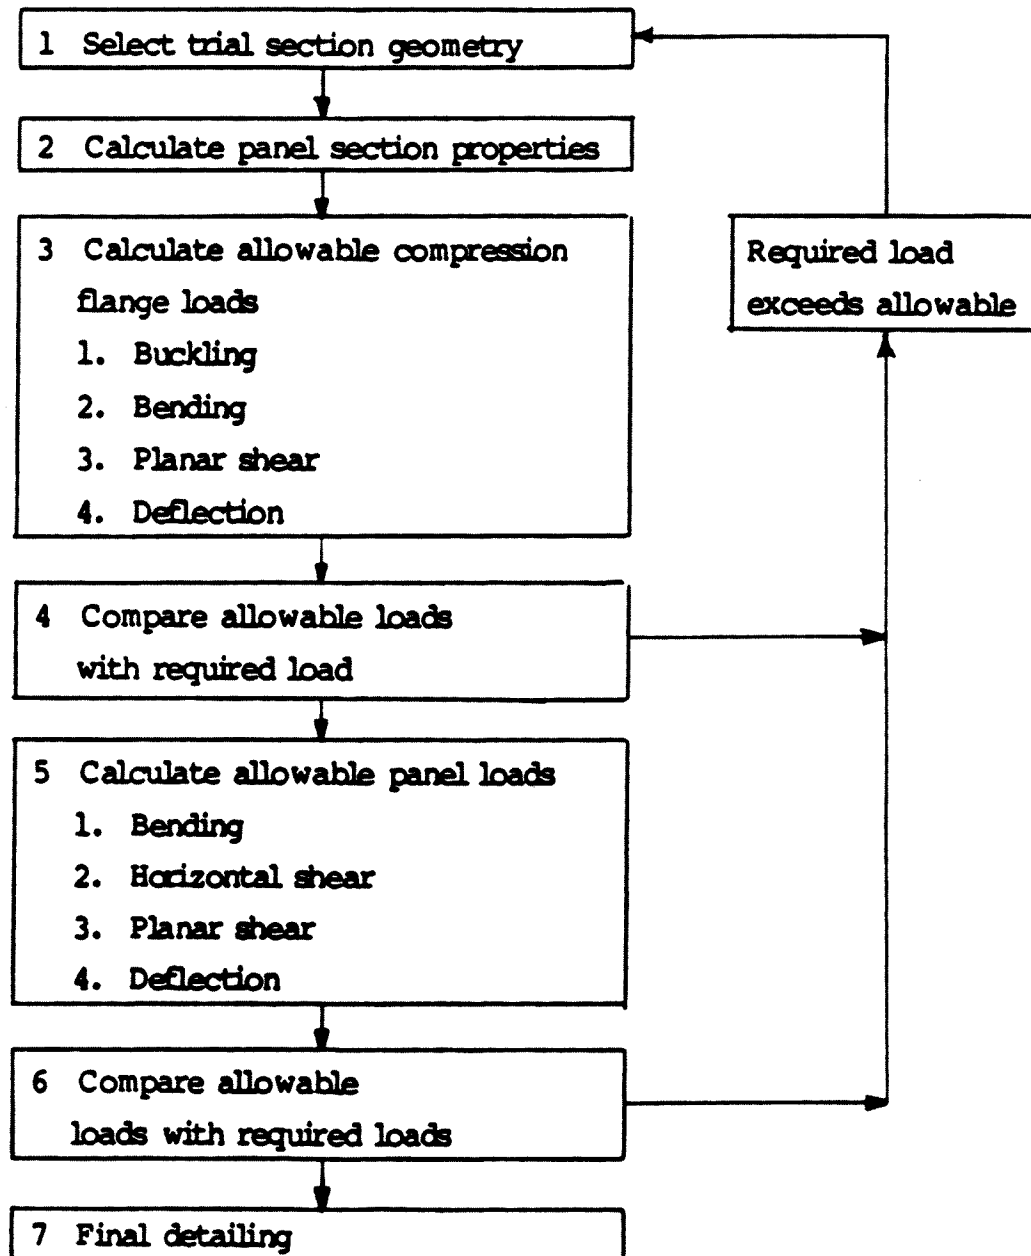 1 Select trial section geometry
2 Calculate panel section properties
3 Calculate allowable compression
flange loads
1. Buckling
2. Bending
3. Planar shear
4. Deflection
Required load
exceeds allowable
4 Compare allowable loads
with required load
5 Calculate allowable panel loads
1. Bending
2. Horizontal shear
3. Planar shear
4. Deflection
6 Compare allowable
loads with required loads
7 Final detailing